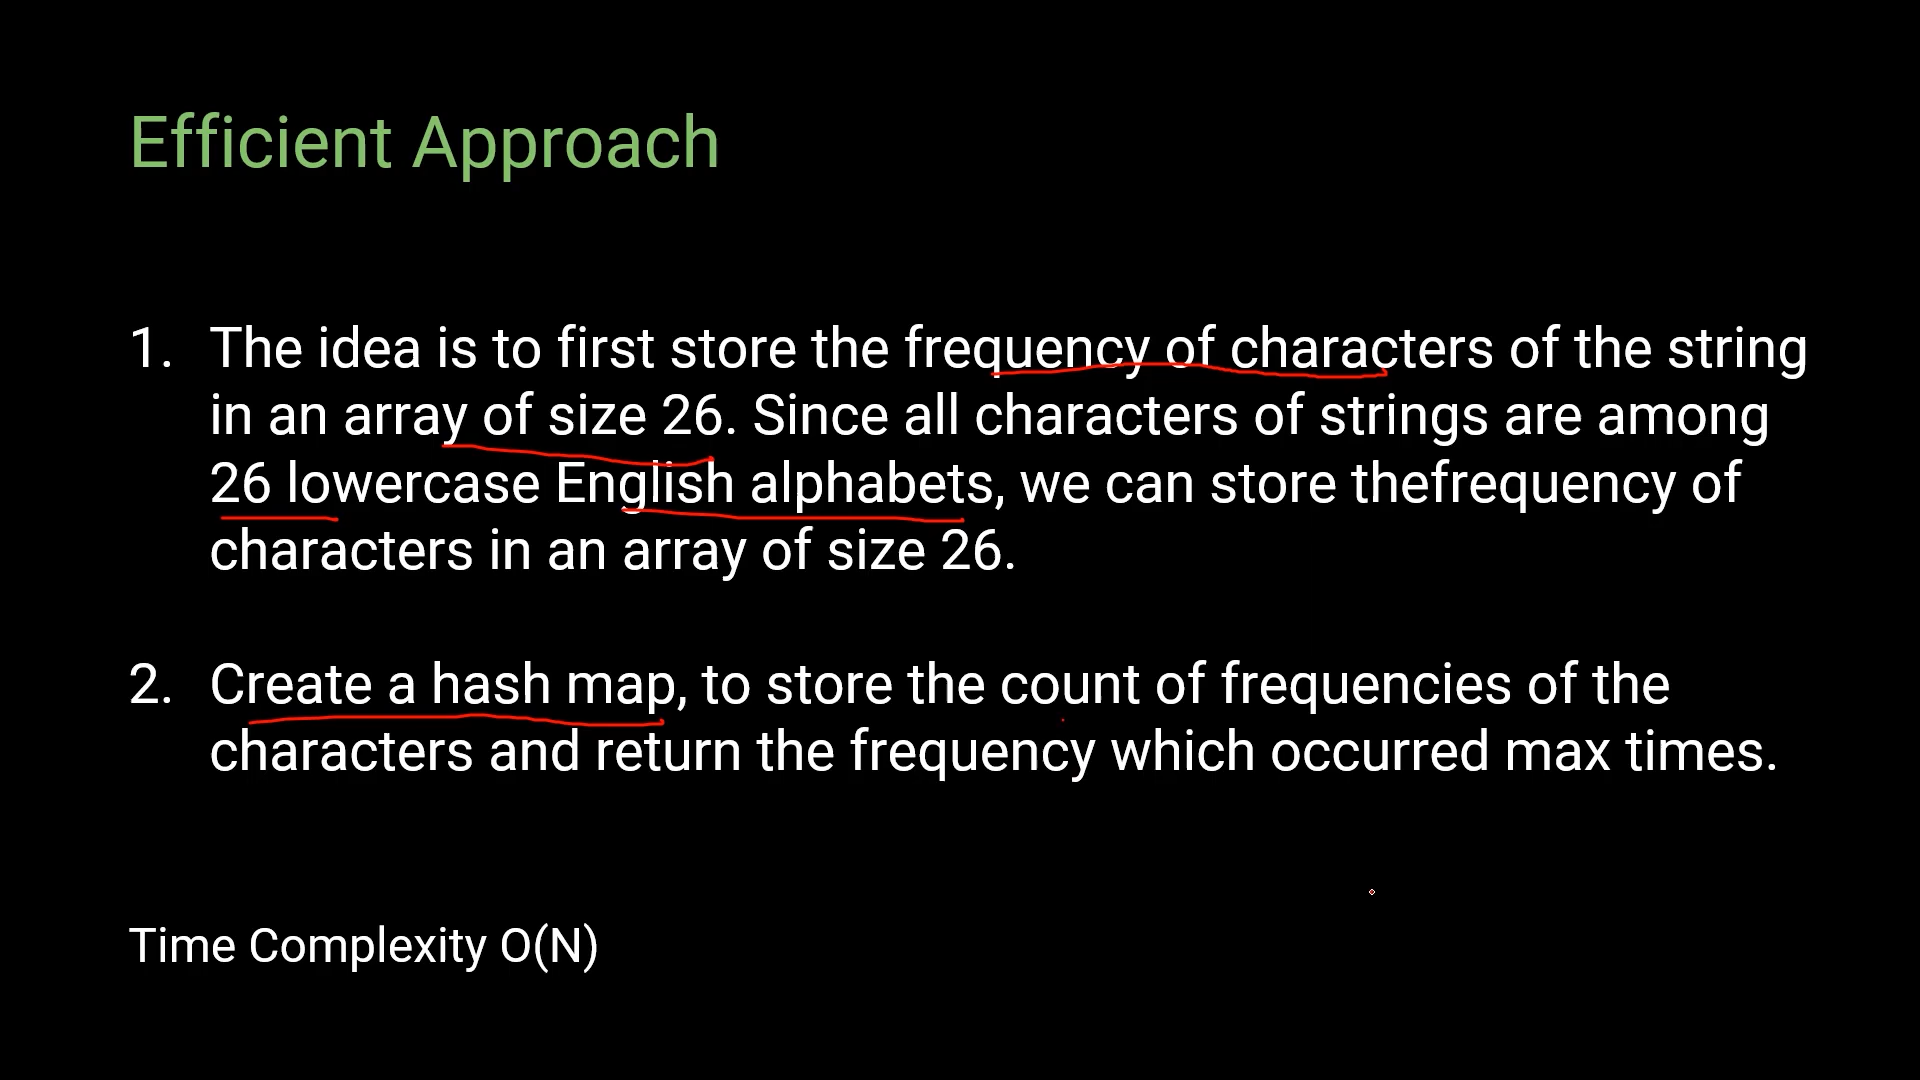 Efficient Approach
1. The idea is to first store the frequency of characters of the string
in an array of size 26. Since all characters of strings are among
26 lowercase English alphabets, we can store thefrequency of
characters in an array of size 26.
2. Create a hash map, to store the count of frequencies of the
characters and return the frequency which occurred max times.
Time Complexity O(N)